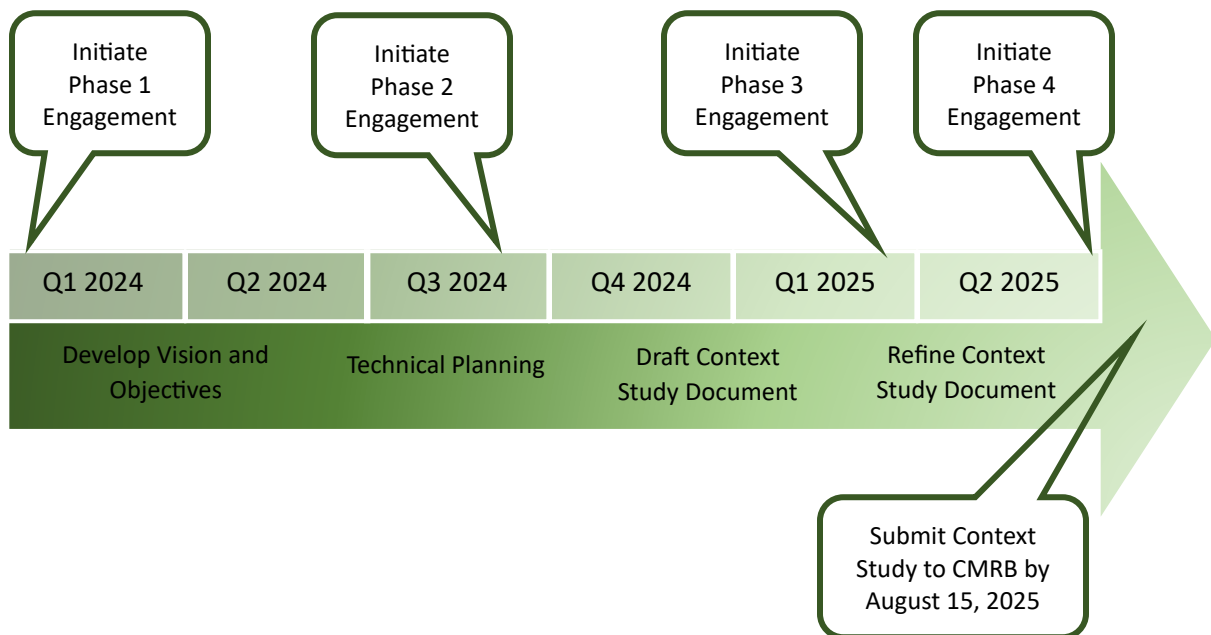 Initiate
Phase 1
Engagement
Initiate
Phase 2
Engagement
Initiate
Phase 3
Engagement
Initiate
Phase 4
Engagement
Q1 2024
Q2 2024
Q3 2024
Q4 2024
Q1 2025
Q2 2025
Develop Vision and
Objectives
Technical Planning
Draft Context
Study Document
Refine Context
Study Document
Submit Context
Study to CMRB by
August 15, 2025